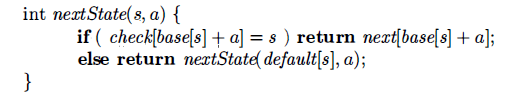 int nextState(s, a) {
if ( check[base[s] + a] = s ) return next[base[s] + a];
else return nextState(default[s], a);
}